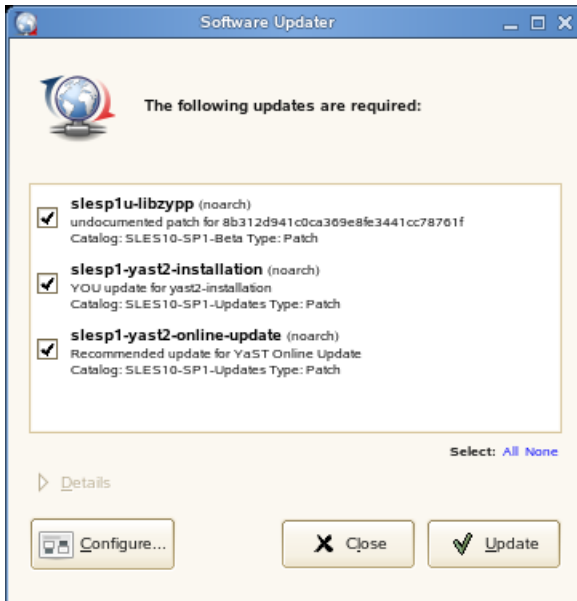 Software Updater
The following updates are required:
slesp1u-libzypp (noarch)
undocumented patch for 8b312d941c0ca369e8fe3441cc78761f
Catalog: SLES10-SP1-Beta Type: Patch
slesp1-yast2-installation (noarch)
YOU update for yast2-installation
Catalog: SLES10-SP1-Updates Type: Patch
slesp1-yast2-online-update (noarch)
Recommended update for YaST Online Update
Catalog: SLES10-SP1-Updates Type: Patch
Select: All None
Details
Configure... Close Update